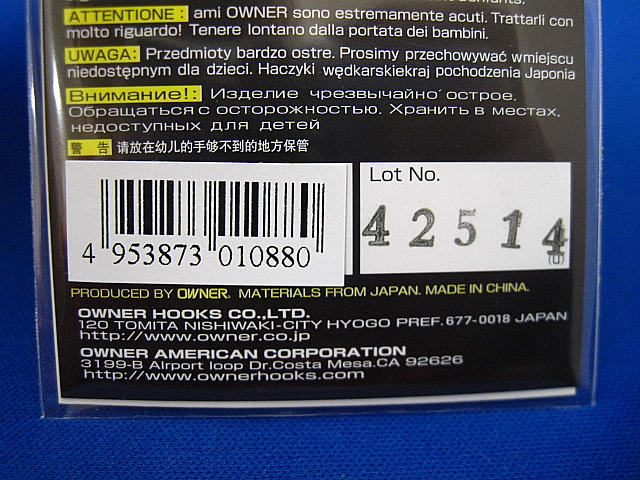 ATTENTIONE: ami OWNER sono estremamente acuti. Trattarli con
molto riguardo! Tenere lontano dalla portata dei bambini.
UWAGA: Przedmioty bardzo ostre. Prosimy przechowywać wmiejscu
niedostępnym dla dzieci. Haczyki wędkarskiekraj pochodzenia Japonia
Внимание!: Изделие чрезвычайно острое.
Обращаться с осторожностью. Хранить в местах,
недоступных для детей
警 告 请放在幼儿的手够不到的地方保管
4 953873 010880
Lot No.
42514
(U)
PRODUCED BY OWNER. MATERIALS FROM JAPAN. MADE IN CHINA.
OWNER HOOKS CO.,LTD.
120 TOMITA NISHIWAKI-CITY HYOGO PREF.677-0018 JAPAN
http://www.owner.co.jp
OWNER AMERICAN CORPORATION
3199-B Airport loop Dr.Costa Mesa.CA 92626
http://www.ownerhooks.com